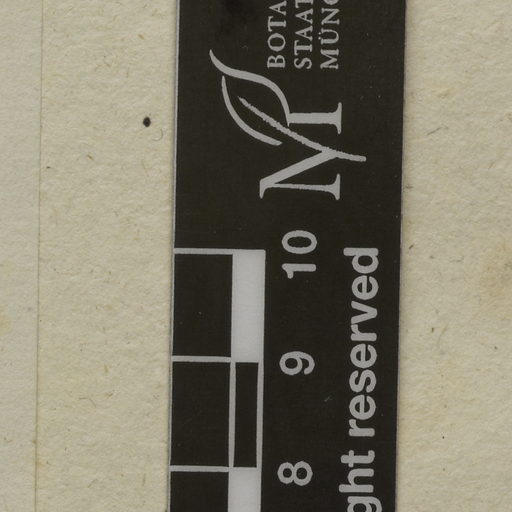 BOTA
STAAT
MÜNC
10
9
8
ght reserved